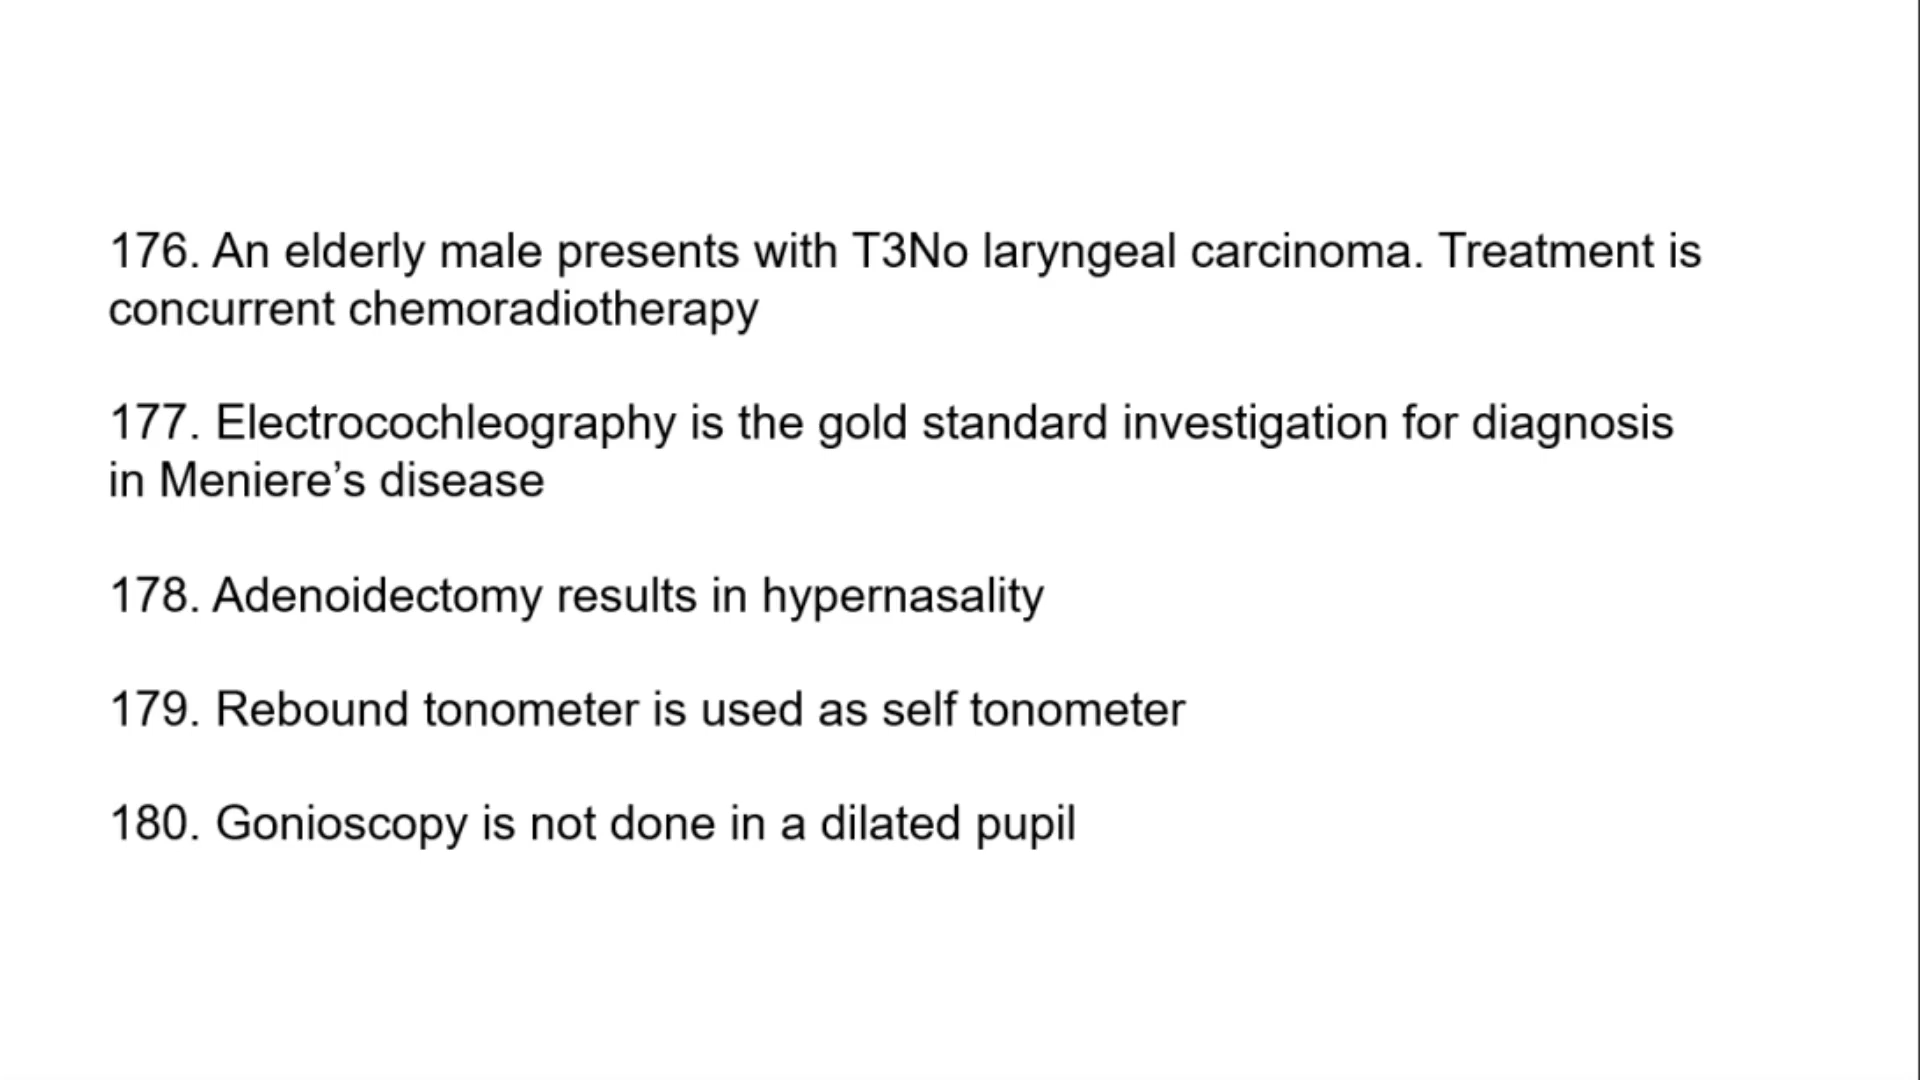 176. An elderly male presents with T3No laryngeal carcinoma. Treatment is
concurrent chemoradiotherapy
177. Electrocochleography is the gold standard investigation for diagnosis
in Meniere’s disease
178. Adenoidectomy results in hypernasality
179. Rebound tonometer is used as self tonometer
180. Gonioscopy is not done in a dilated pupil